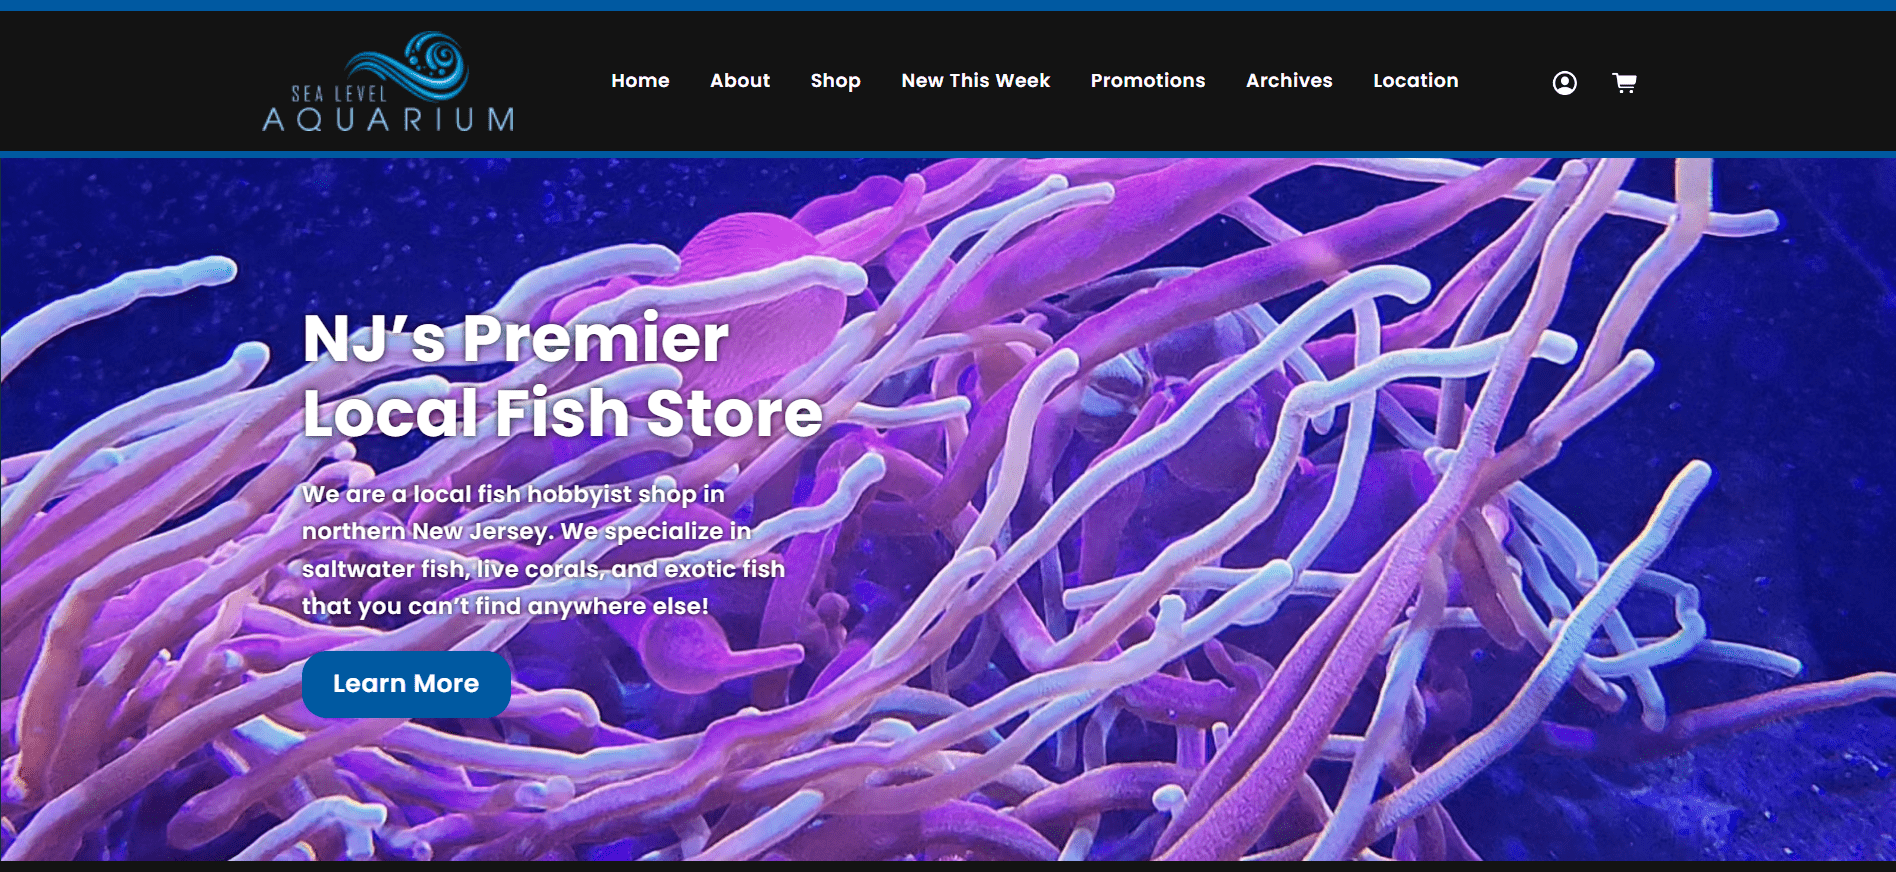 SEA LEVEL
AQUARIUM
Home About Shop New This Week Promotions Archives Location
NJ’s Premier
Local Fish Store
We are a local fish hobbyist shop in
northern New Jersey. We specialize in
saltwater fish, live corals, and exotic fish
that you can’t find anywhere else!
Learn More